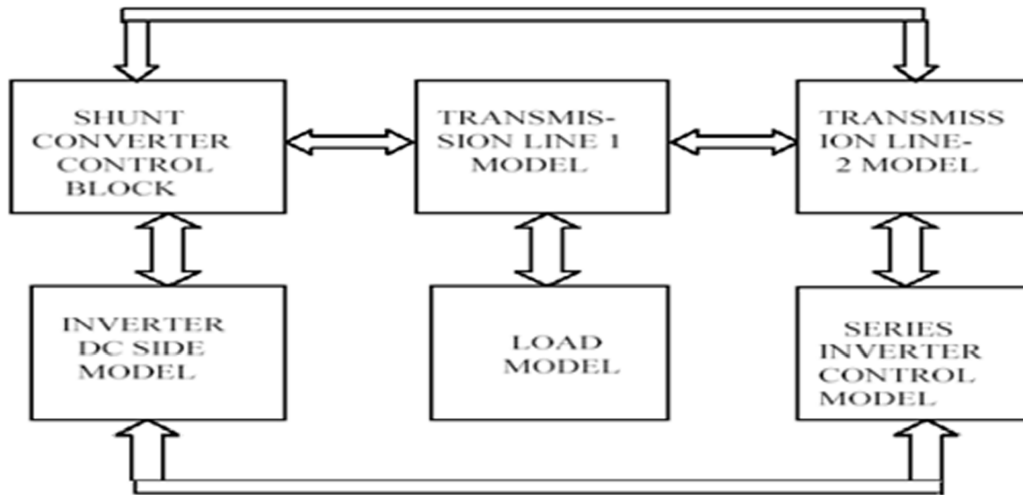 SHUNT
CONVERTER
CONTROL
BLOCK
TRANSMIS-
SION LINE 1
MODEL
TRANSMISS
ION LINE-
2 MODEL
INVERTER
DC SIDE
MODEL
LOAD
MODEL
SERIES
INVERTER
CONTROL
MODEL